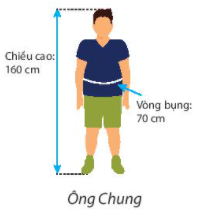 Chiều cao:
160 cm
Vòng bụng:
70 cm
Ông Chung